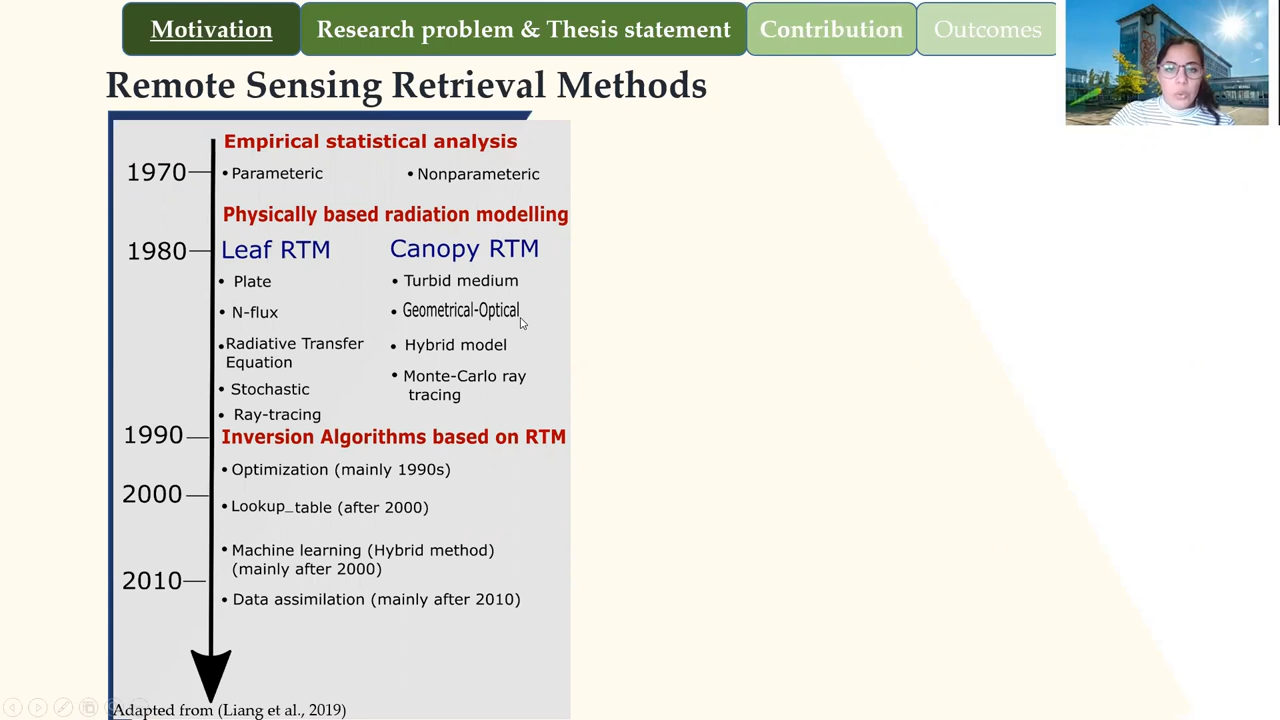 Motivation
Research problem & Thesis statement
Contribution
Outcomes
Remote Sensing Retrieval Methods
Empirical statistical analysis
1970
• Parameteric
• Nonparameteric
Physically based radiation modelling
1980
Leaf RTM
Canopy RTM
• Plate
• Turbid medium
• N-flux
• Geometrical-Optical
• Radiative Transfer
Equation
• Hybrid model
• Stochastic
• Monte-Carlo ray
tracing
• Ray-tracing
1990
Inversion Algorithms based on RTM
• Optimization (mainly 1990s)
2000
• Lookup_table (after 2000)
• Machine learning (Hybrid method)
(mainly after 2000)
2010
• Data assimilation (mainly after 2010)
Adapted from (Liang et al., 2019)